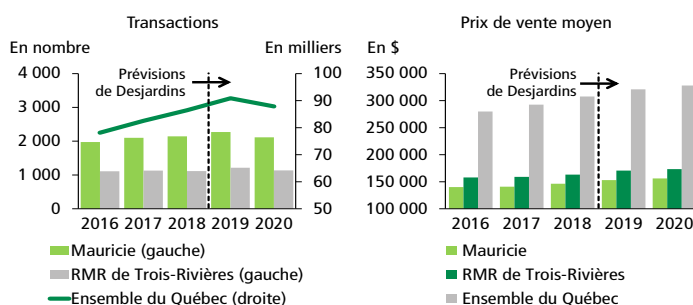 Transactions
En nombre
En milliers
4 000
3 000
2 000
1 000
0
Prévisions
de Desjardins
100
90
80
70
60
50
2016 2017 2018 2019 2020
Mauricie (gauche)
RMR de Trois-Rivières (gauche)
Ensemble du Québec (droite)
Prix de vente moyen
En $
350 000
300 000
250 000
200 000
150 000
100 000
Prévisions
de Desjardins
2016 2017 2018 2019 2020
Mauricie
RMR de Trois-Rivières
Ensemble du Québec